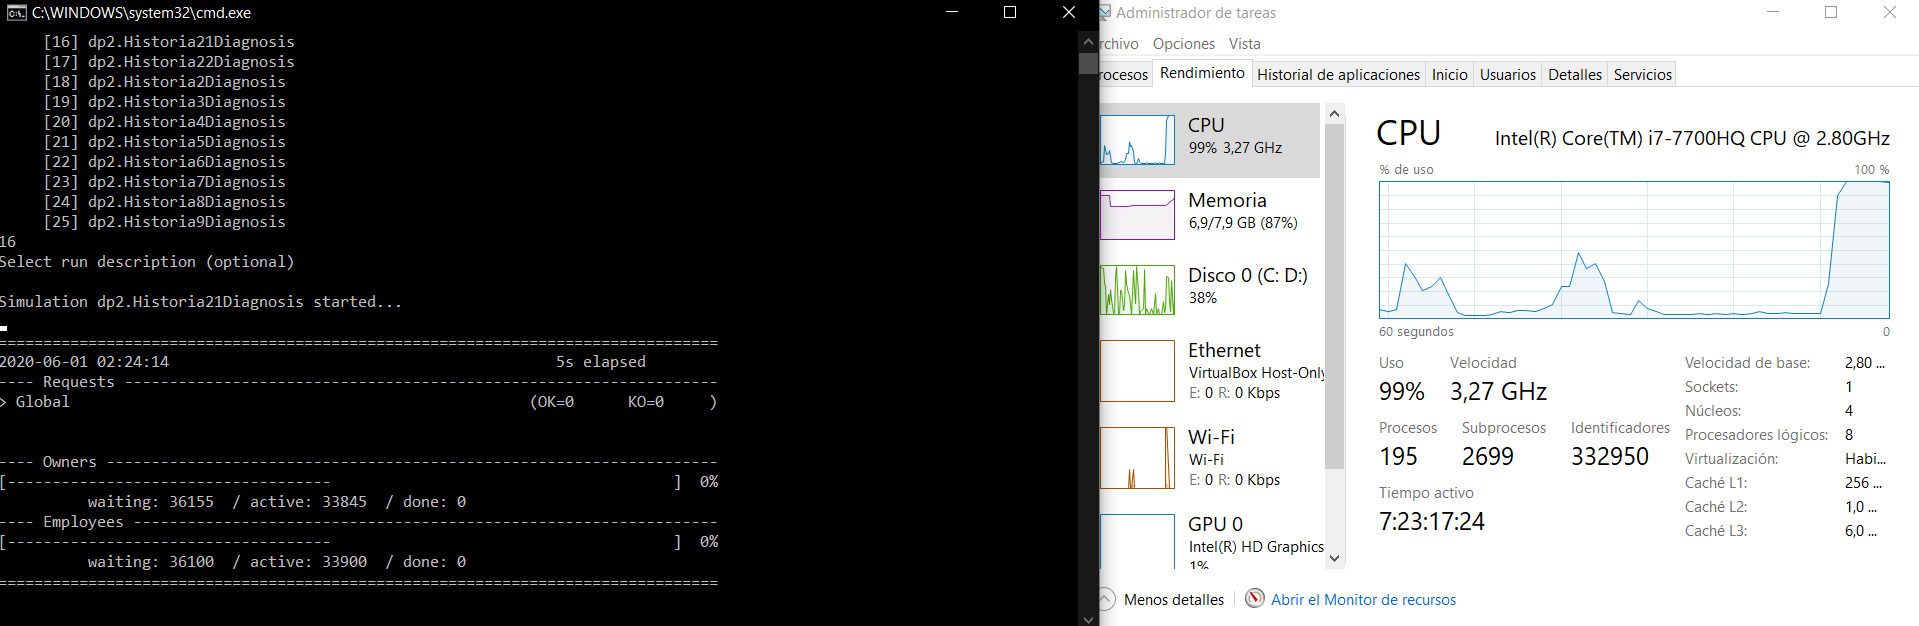 C:\WINDOWS\system32\cmd.exe
[16] dp2.Historia21Diagnosis
[17] dp2.Historia22Diagnosis
[18] dp2.Historia2Diagnosis
[19] dp2.Historia3Diagnosis
[20] dp2.Historia4Diagnosis
[21] dp2.Historia5Diagnosis
[22] dp2.Historia6Diagnosis
[23] dp2.Historia7Diagnosis
[24] dp2.Historia8Diagnosis
[25] dp2.Historia9Diagnosis
16
Select run description (optional)
Simulation dp2.Historia21Diagnosis started...
================================================================================
2020-06-01 02:24:14 5s elapsed
---- Requests ------------------------------------------------------------------
> Global (OK=0 KO=0 )
---- Owners --------------------------------------------------------------------
[------------------------------------ ] 0%
waiting: 36155 / active: 33845 / done: 0
---- Employees -----------------------------------------------------------------
[------------------------------------ ] 0%
waiting: 36100 / active: 33900 / done: 0
================================================================================
Administrador de tareas
rchivo Opciones Vista
rocesos Rendimiento Historial de aplicaciones Inicio Usuarios Detalles Servicios
CPU
99% 3,27 GHz
Memoria
6,9/7,9 GB (87%)
Disco 0 (C: D:)
38%
Ethernet
VirtualBox Host-Only
E: 0 R: 0 Kbps
Wi-Fi
Wi-Fi
E: 0 R: 0 Kbps
GPU 0
Intel(R) HD Graphics
1%
CPU Intel(R) Core(TM) i7-7700HQ CPU @ 2.80GHz
% de uso 100 %
60 segundos 0
Uso Velocidad
99% 3,27 GHz
Procesos Subprocesos Identificadores
195 2699 332950
Tiempo activo
7:23:17:24
Velocidad de base: 2,80 ...
Sockets: 1
Núcleos: 4
Procesadores lógicos: 8
Virtualización: Habi...
Caché L1: 256 ...
Caché L2: 1,0 ...
Caché L3: 6,0 ...
Menos detalles Abrir el Monitor de recursos